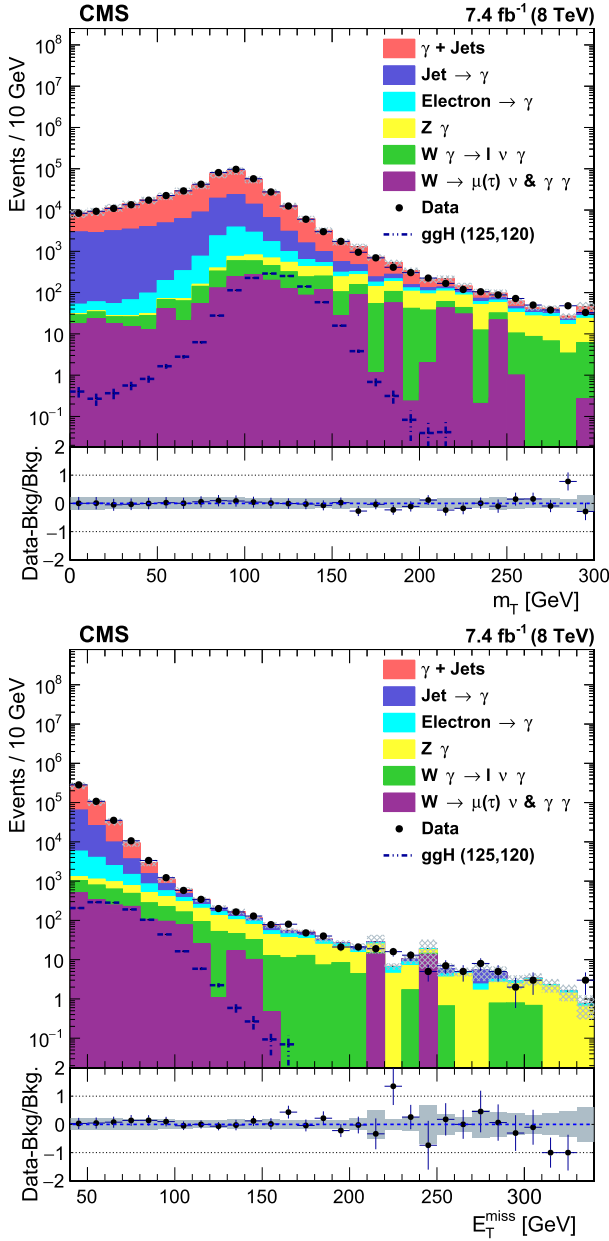 CMS 7.4 fb⁻¹ (8 TeV)
Events / 10 GeV
10⁸
10⁷
10⁶
10⁵
10⁴
10³
10²
10
1
10⁻¹
γ + Jets
Jet → γ
Electron → γ
Z γ
W γ → l ν γ
W → μ(τ) ν & γ γ
Data
ggH (125,120)
Data-Bkg/Bkg.
2
1
0
−1
−2
0 50 100 150 200 250 300
m_T [GeV]
CMS 7.4 fb⁻¹ (8 TeV)
Events / 10 GeV
10⁸
10⁷
10⁶
10⁵
10⁴
10³
10²
10
1
10⁻¹
γ + Jets
Jet → γ
Electron → γ
Z γ
W γ → l ν γ
W → μ(τ) ν & γ γ
Data
ggH (125,120)
Data-Bkg/Bkg.
2
1
0
−1
−2
50 100 150 200 250 300
E_T^miss [GeV]